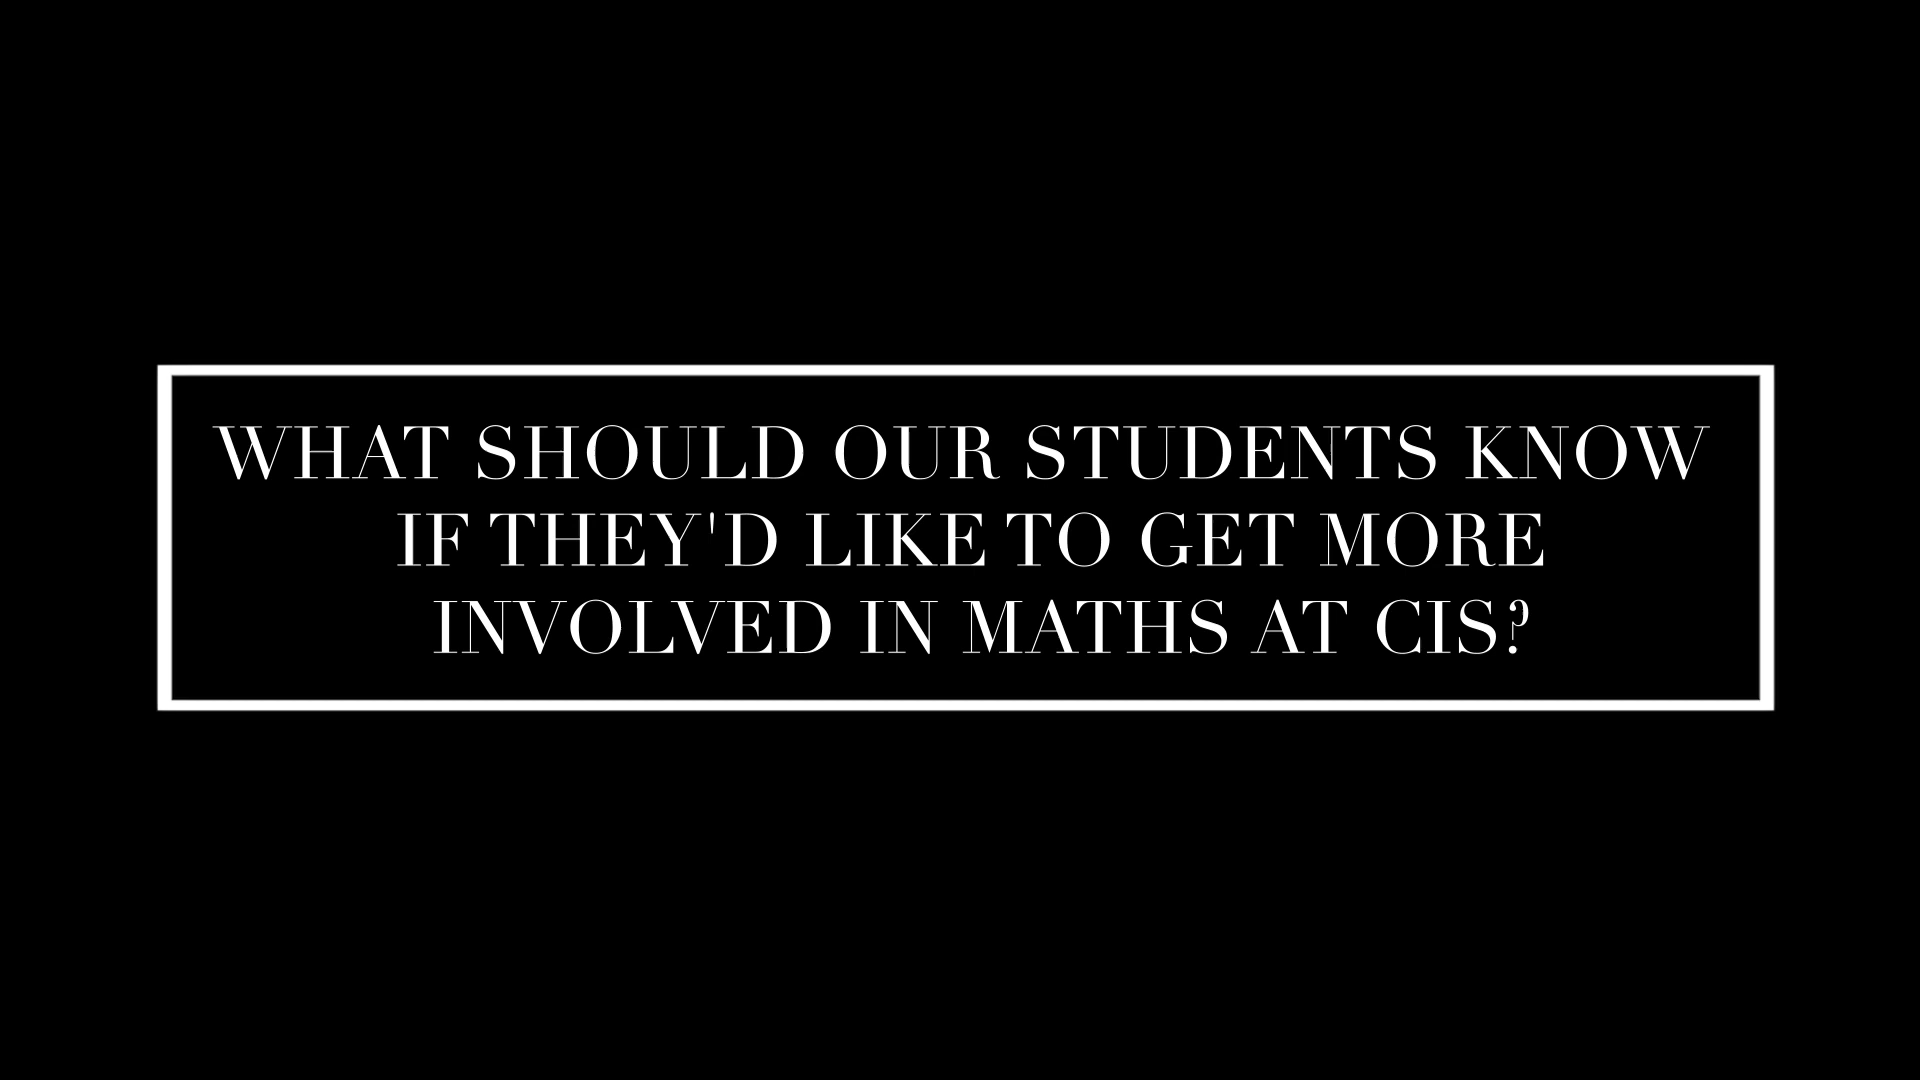 WHAT SHOULD OUR STUDENTS KNOW
IF THEY'D LIKE TO GET MORE
INVOLVED IN MATHS AT CIS?